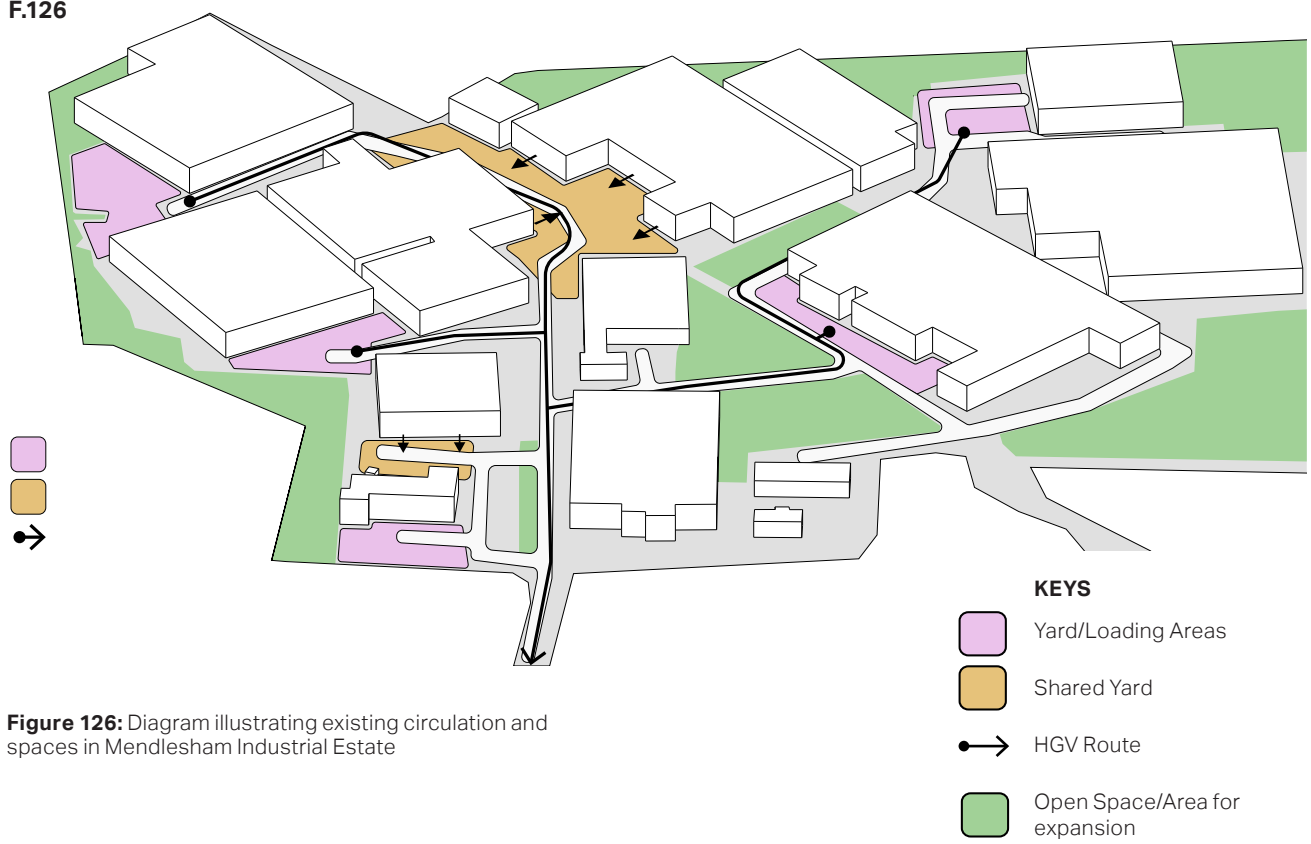 F.126
KEYS
Yard/Loading Areas
Shared Yard
HGV Route
Open Space/Area for
expansion
Figure 126: Diagram illustrating existing circulation and
spaces in Mendlesham Industrial Estate